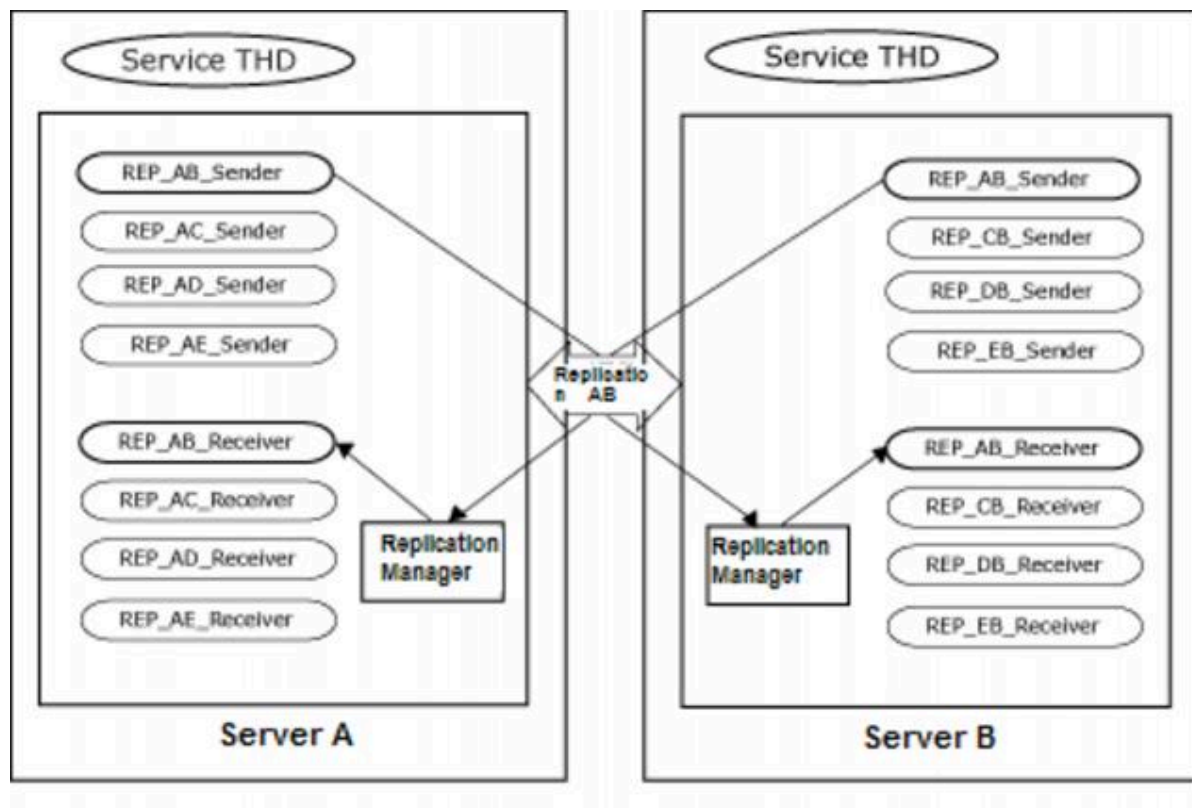 Service THD
REP_AB_Sender
REP_AC_Sender
REP_AD_Sender
REP_AE_Sender
REP_AB_Receiver
REP_AC_Receiver
REP_AD_Receiver
REP_AE_Receiver
Replication
Manager
Server A
Replicatio
n AB
Service THD
REP_AB_Sender
REP_CB_Sender
REP_DB_Sender
REP_EB_Sender
REP_AB_Receiver
REP_CB_Receiver
REP_DB_Receiver
REP_EB_Receiver
Replication
Manager
Server B